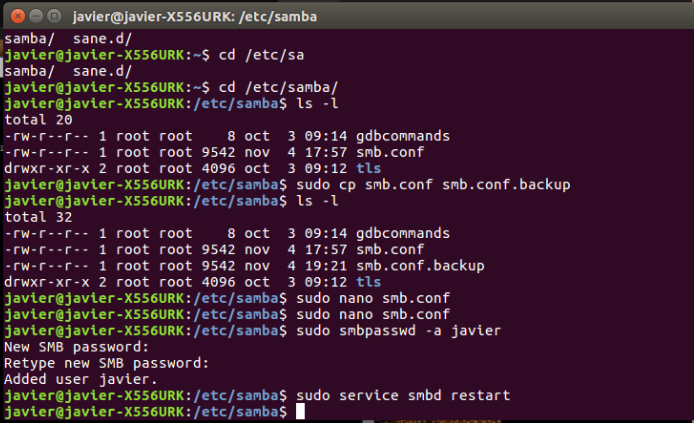 javier@javier-X556URK: /etc/samba
samba/  sane.d/
javier@javier-X556URK:~$ cd /etc/sa
samba/  sane.d/
javier@javier-X556URK:~$ cd /etc/samba/
javier@javier-X556URK:/etc/samba$ ls -l
total 20
-rw-r--r-- 1 root root    8 oct  3 09:14 gdbcommands
-rw-r--r-- 1 root root 9542 nov  4 17:57 smb.conf
drwxr-xr-x 2 root root 4096 oct  3 09:12 tls
javier@javier-X556URK:/etc/samba$ sudo cp smb.conf smb.conf.backup
javier@javier-X556URK:/etc/samba$ ls -l
total 32
-rw-r--r-- 1 root root    8 oct  3 09:14 gdbcommands
-rw-r--r-- 1 root root 9542 nov  4 17:57 smb.conf
-rw-r--r-- 1 root root 9542 nov  4 19:21 smb.conf.backup
drwxr-xr-x 2 root root 4096 oct  3 09:12 tls
javier@javier-X556URK:/etc/samba$ sudo nano smb.conf
javier@javier-X556URK:/etc/samba$ sudo nano smb.conf
javier@javier-X556URK:/etc/samba$ sudo smbpasswd -a javier
New SMB password:
Retype new SMB password:
Added user javier.
javier@javier-X556URK:/etc/samba$ sudo service smbd restart
javier@javier-X556URK:/etc/samba$